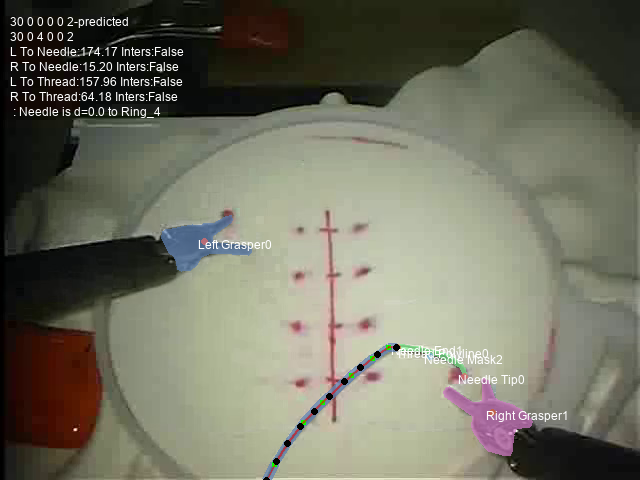 30 0 0 0 0 2-predicted
30 0 4 0 0 2
L To Needle:174.17 Inters:False
R To Needle:15.20 Inters:False
L To Thread:157.96 Inters:False
R To Thread:64.18 Inters:False
: Needle is d=0.0 to Ring_4
Left Grasper0
Needle End1
Thread Polyline0
Needle Mask2
Needle Tip0
Right Grasper1